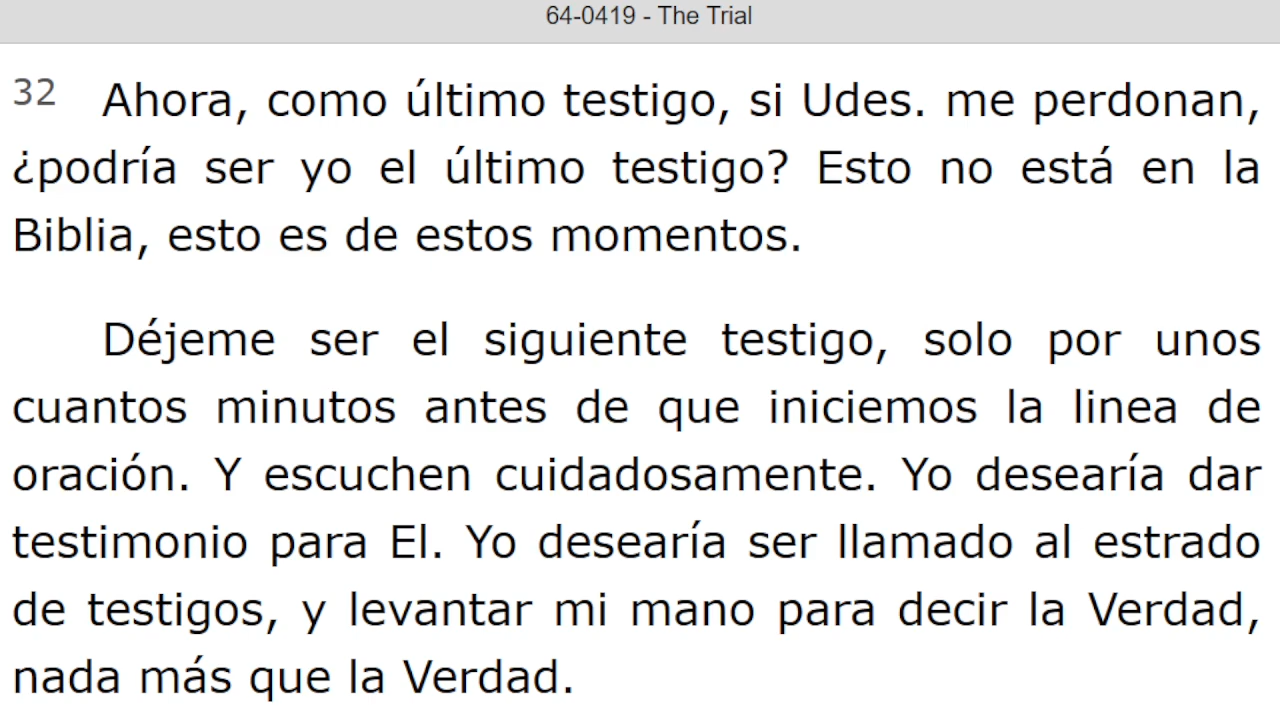 64-0419 - The Trial
32 Ahora, como último testigo, si Udes. me perdonan,
¿podría ser yo el último testigo? Esto no está en la
Biblia, esto es de estos momentos.
Déjeme ser el siguiente testigo, solo por unos
cuantos minutos antes de que iniciemos la linea de
oración. Y escuchen cuidadosamente. Yo desearía dar
testimonio para El. Yo desearía ser llamado al estrado
de testigos, y levantar mi mano para decir la Verdad,
nada más que la Verdad.